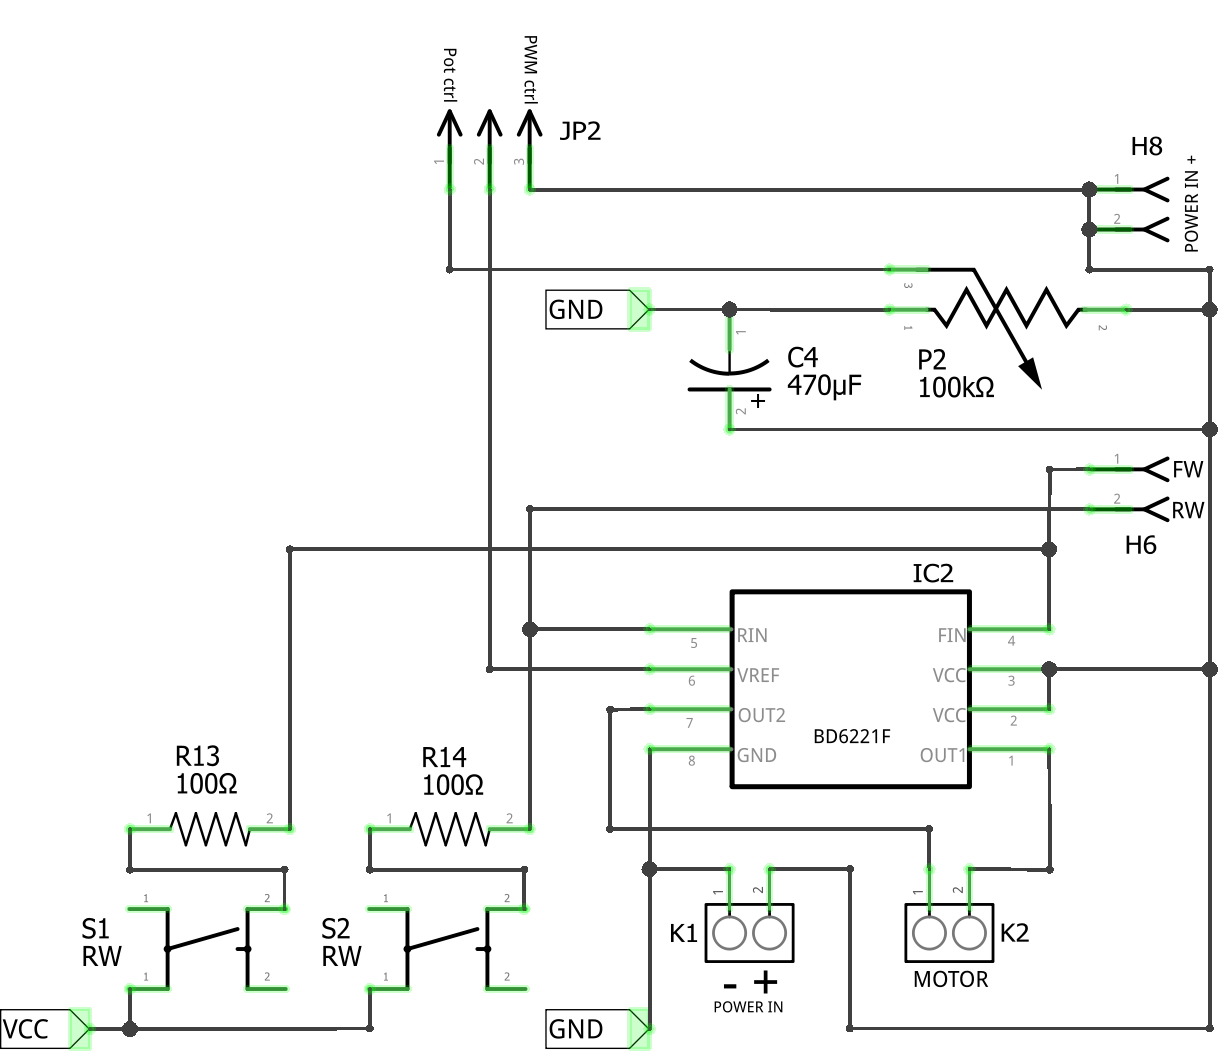 Pot ctrl
PWM ctrl
JP2
1
2
3
H8
1
2
POWER IN +
3
GND
1
1
2
C4
470µF
P2
100kΩ
+
2
1
FW
2
RW
H6
IC2
5
RIN
FIN
4
6
VREF
VCC
3
7
OUT2
VCC
2
BD6221F
8
GND
OUT1
1
R13
100Ω
1
2
R14
100Ω
1
2
1
2
1
2
S1
RW
S2
RW
1
2
1
2
1
2
K1
1
2
K2
- +
POWER IN
MOTOR
VCC
GND